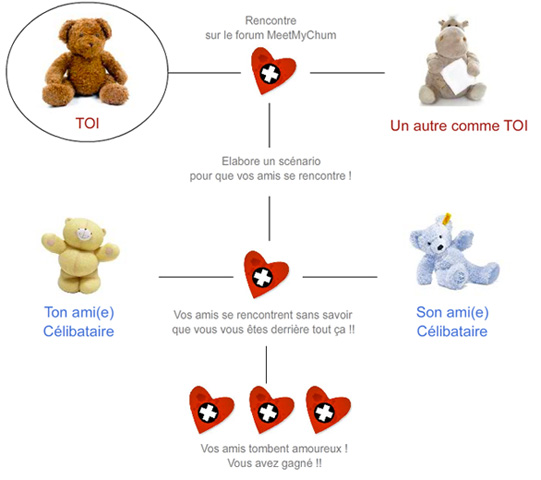 Rencontre
sur le forum MeetMyChum
TOI
Un autre comme TOI
Elabore un scénario
pour que vos amis se rencontre !
Ton ami(e)
Célibataire
Vos amis se rencontrent sans savoir
que vous vous êtes derrière tout ça !!
Son ami(e)
Célibataire
Vos amis tombent amoureux !
Vous avez gagné !!